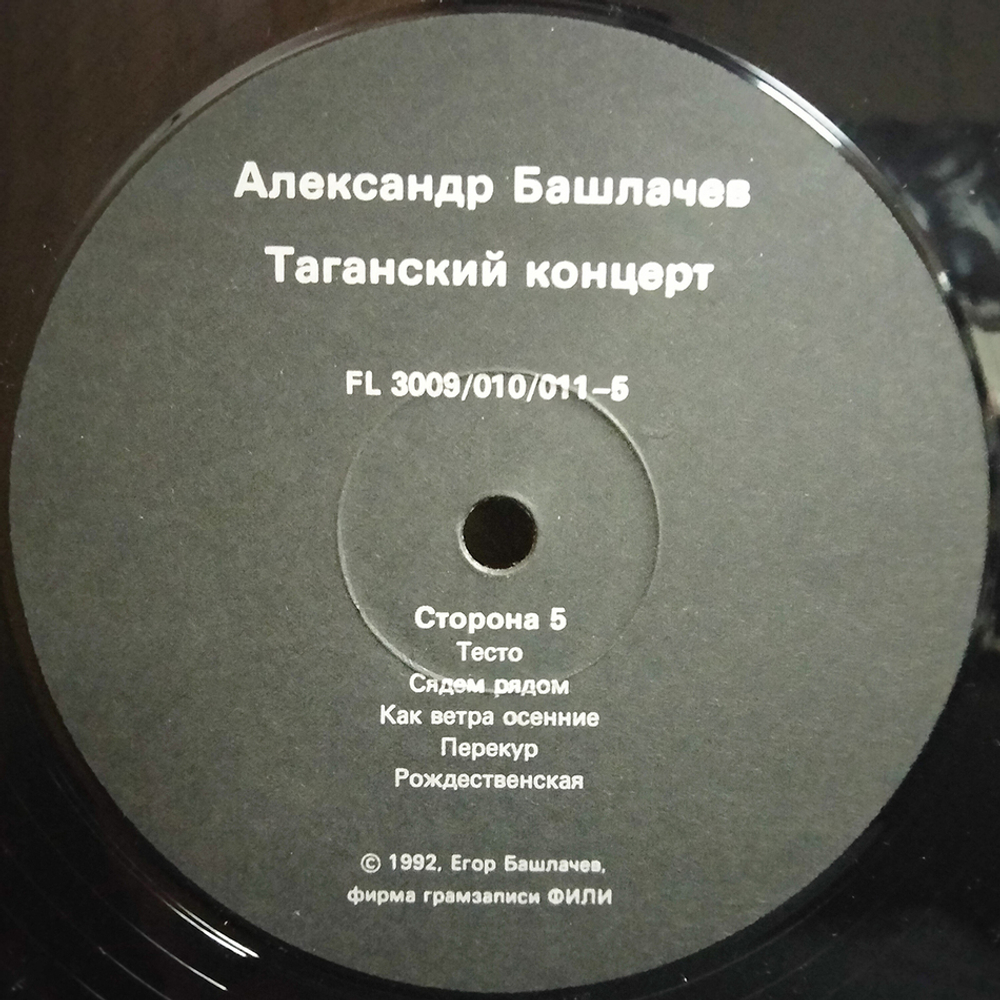 Александр Башлачев
Таганский концерт
FL 3009/010/011-5
Сторона 5
Тесто
Сядем рядом
Как ветра осенние
Перекур
Рождественская
© 1992, Егор Башлачев,
фирма грамзаписи ФИЛИ